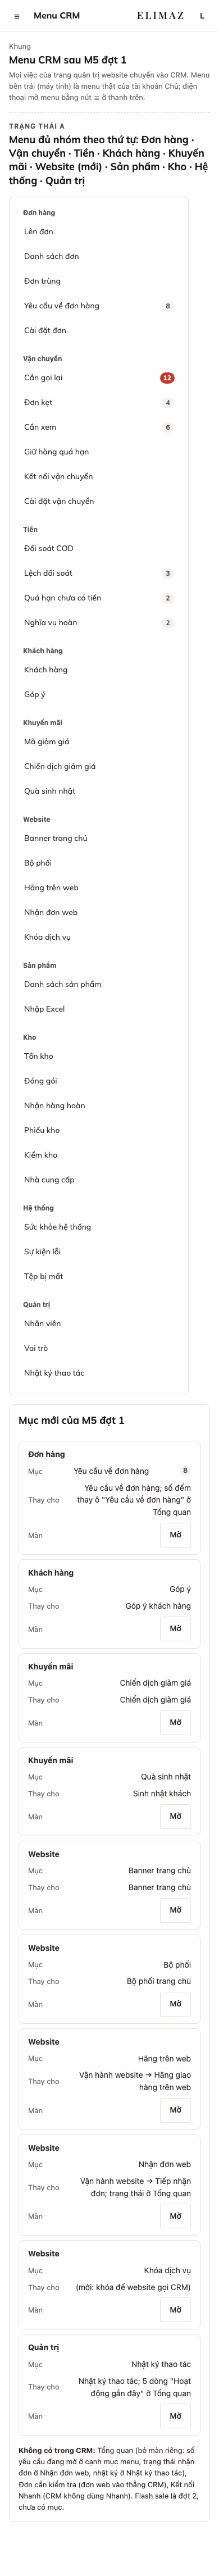 ≡ Menu CRM ELIMAZ L
Khung
Menu CRM sau M5 đợt 1
Mọi việc của trang quản trị website chuyển vào CRM. Menu
bên trái (máy tính) là menu thật của tài khoản Chủ; điện
thoại mở menu bằng nút ≡ ở thanh trên.
TRẠNG THÁI A
Menu đủ nhóm theo thứ tự: Đơn hàng ·
Vận chuyển · Tiền · Khách hàng · Khuyến
mãi · Website (mới) · Sản phẩm · Kho · Hệ
thống · Quản trị
Đơn hàng
Lên đơn
Danh sách đơn
Đơn trùng
Yêu cầu về đơn hàng 8
Cài đặt đơn
Vận chuyển
Cần gọi lại 12
Đơn kẹt 4
Cần xem 6
Giữ hàng quá hạn
Kết nối vận chuyển
Cài đặt vận chuyển
Tiền
Đối soát COD
Lệch đối soát 3
Quá hạn chưa có tiền 2
Nghĩa vụ hoàn 2
Khách hàng
Khách hàng
Góp ý
Khuyến mãi
Mã giảm giá
Chiến dịch giảm giá
Quà sinh nhật
Website
Banner trang chủ
Bộ phối
Hãng trên web
Nhận đơn web
Khóa dịch vụ
Sản phẩm
Danh sách sản phẩm
Nhập Excel
Kho
Tồn kho
Đóng gói
Nhận hàng hoàn
Phiếu kho
Kiểm kho
Nhà cung cấp
Hệ thống
Sức khỏe hệ thống
Sự kiện lỗi
Tệp bị mất
Quản trị
Nhân viên
Vai trò
Nhật ký thao tác
Mục mới của M5 đợt 1
Đơn hàng
Mục Yêu cầu về đơn hàng 8
Thay cho Yêu cầu về đơn hàng; số đếm
thay ô "Yêu cầu về đơn hàng" ở
Tổng quan
Màn Mở
Khách hàng
Mục Góp ý
Thay cho Góp ý khách hàng
Màn Mở
Khuyến mãi
Mục Chiến dịch giảm giá
Thay cho Chiến dịch giảm giá
Màn Mở
Khuyến mãi
Mục Quà sinh nhật
Thay cho Sinh nhật khách
Màn Mở
Website
Mục Banner trang chủ
Thay cho Banner trang chủ
Màn Mở
Website
Mục Bộ phối
Thay cho Bộ phối trang chủ
Màn Mở
Website
Mục Hãng trên web
Thay cho Vận hành website → Hãng giao
hàng trên web
Màn Mở
Website
Mục Nhận đơn web
Thay cho Vận hành website → Tiếp nhận
đơn; trạng thái ở Tổng quan
Màn Mở
Website
Mục Khóa dịch vụ
Thay cho (mới: khóa để website gọi CRM)
Màn Mở
Quản trị
Mục Nhật ký thao tác
Thay cho Nhật ký thao tác; 5 dòng "Hoạt
động gần đây" ở Tổng quan
Màn Mở
Không có trong CRM: Tổng quan (bỏ màn riêng: số
yêu cầu đang mở ở cạnh mục menu, trạng thái nhận
đơn ở Nhận đơn web, nhật ký ở Nhật ký thao tác),
Đơn cần kiểm tra (đơn web vào thẳng CRM), Kết nối
Nhanh (CRM không dùng Nhanh). Flash sale là đợt 2,
chưa có mục.